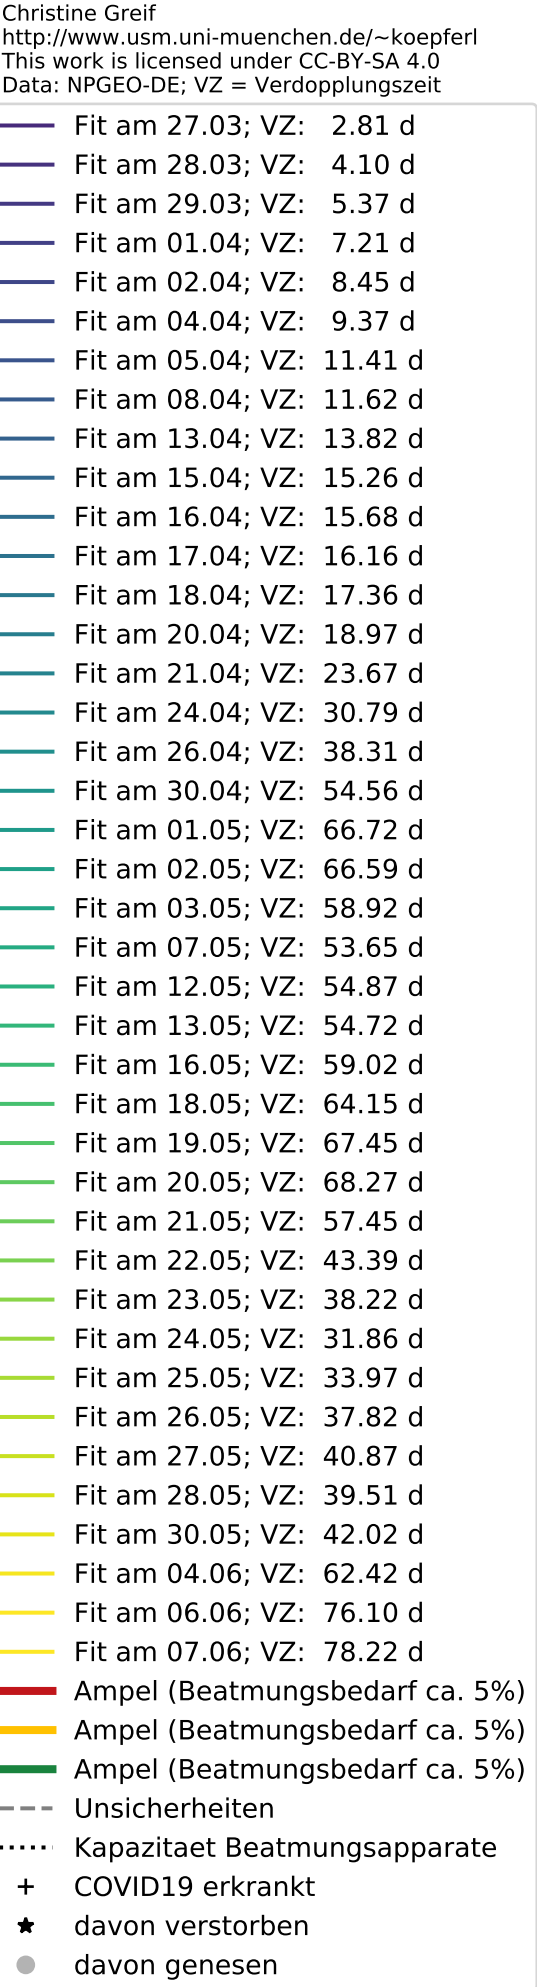 Christine Greif
http://www.usm.uni-muenchen.de/~koepferl
This work is licensed under CC-BY-SA 4.0
Data: NPGEO-DE; VZ = Verdopplungszeit
Fit am 27.03; VZ: 2.81 d
Fit am 28.03; VZ: 4.10 d
Fit am 29.03; VZ: 5.37 d
Fit am 01.04; VZ: 7.21 d
Fit am 02.04; VZ: 8.45 d
Fit am 04.04; VZ: 9.37 d
Fit am 05.04; VZ: 11.41 d
Fit am 08.04; VZ: 11.62 d
Fit am 13.04; VZ: 13.82 d
Fit am 15.04; VZ: 15.26 d
Fit am 16.04; VZ: 15.68 d
Fit am 17.04; VZ: 16.16 d
Fit am 18.04; VZ: 17.36 d
Fit am 20.04; VZ: 18.97 d
Fit am 21.04; VZ: 23.67 d
Fit am 24.04; VZ: 30.79 d
Fit am 26.04; VZ: 38.31 d
Fit am 30.04; VZ: 54.56 d
Fit am 01.05; VZ: 66.72 d
Fit am 02.05; VZ: 66.59 d
Fit am 03.05; VZ: 58.92 d
Fit am 07.05; VZ: 53.65 d
Fit am 12.05; VZ: 54.87 d
Fit am 13.05; VZ: 54.72 d
Fit am 16.05; VZ: 59.02 d
Fit am 18.05; VZ: 64.15 d
Fit am 19.05; VZ: 67.45 d
Fit am 20.05; VZ: 68.27 d
Fit am 21.05; VZ: 57.45 d
Fit am 22.05; VZ: 43.39 d
Fit am 23.05; VZ: 38.22 d
Fit am 24.05; VZ: 31.86 d
Fit am 25.05; VZ: 33.97 d
Fit am 26.05; VZ: 37.82 d
Fit am 27.05; VZ: 40.87 d
Fit am 28.05; VZ: 39.51 d
Fit am 30.05; VZ: 42.02 d
Fit am 04.06; VZ: 62.42 d
Fit am 06.06; VZ: 76.10 d
Fit am 07.06; VZ: 78.22 d
Ampel (Beatmungsbedarf ca. 5%)
Ampel (Beatmungsbedarf ca. 5%)
Ampel (Beatmungsbedarf ca. 5%)
Unsicherheiten
Kapazitaet Beatmungsapparate
COVID19 erkrankt
davon verstorben
davon genesen